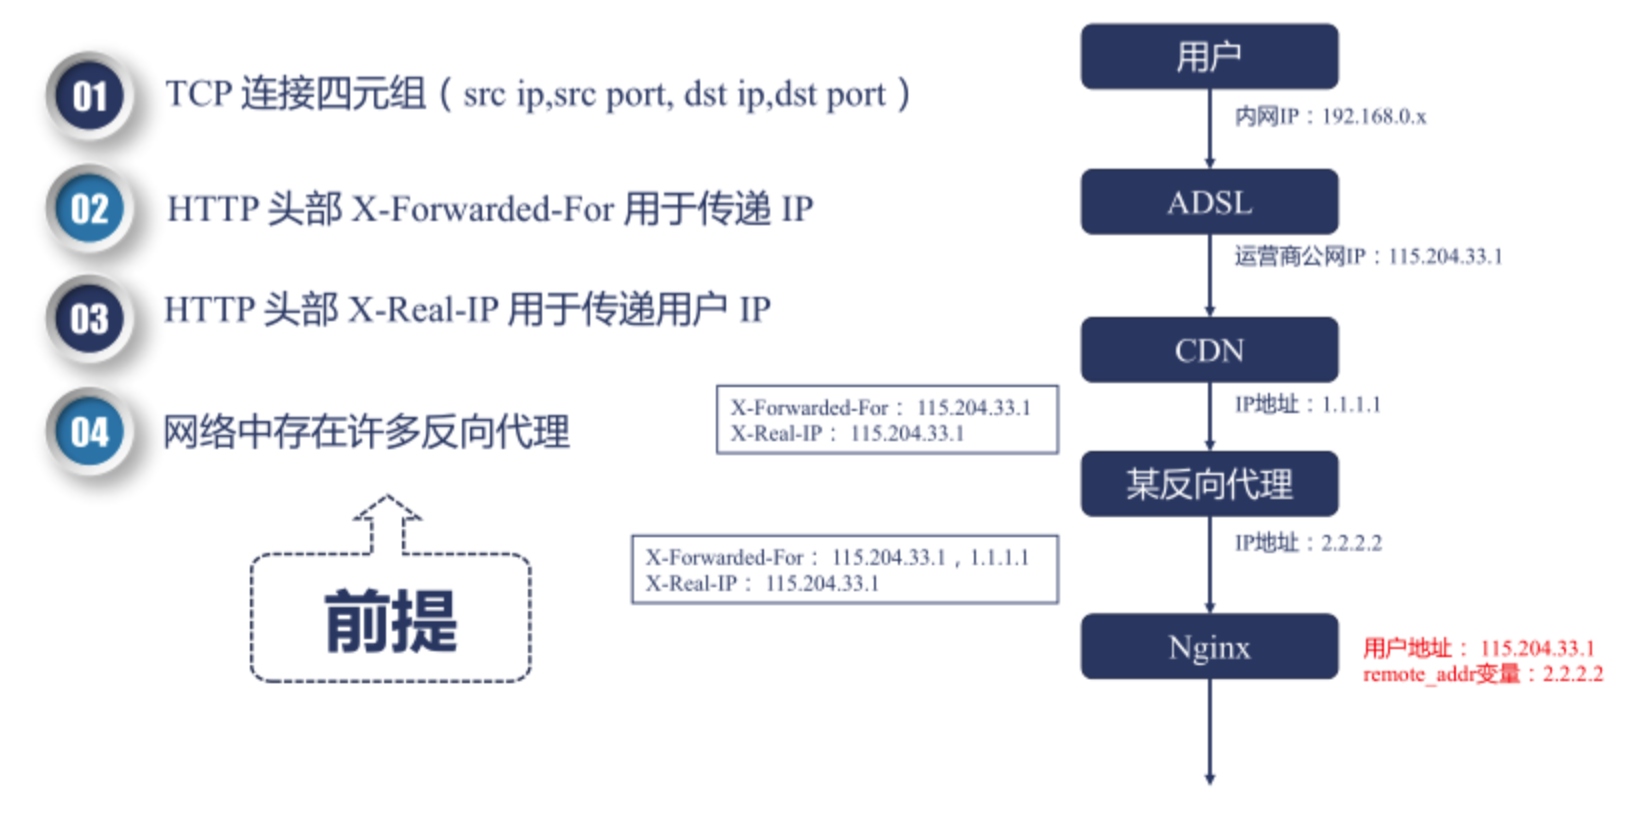 01
TCP 连接四元组（src ip,src port, dst ip,dst port ）
02
HTTP 头部 X-Forwarded-For 用于传递 IP
03
HTTP 头部 X-Real-IP 用于传递用户 IP
04
网络中存在许多反向代理
前提
用户
内网IP：192.168.0.x
ADSL
运营商公网IP：115.204.33.1
CDN
IP地址：1.1.1.1
X-Forwarded-For： 115.204.33.1
X-Real-IP： 115.204.33.1
某反向代理
IP地址：2.2.2.2
X-Forwarded-For： 115.204.33.1，1.1.1.1
X-Real-IP： 115.204.33.1
Nginx
用户地址： 115.204.33.1
remote_addr变量：2.2.2.2